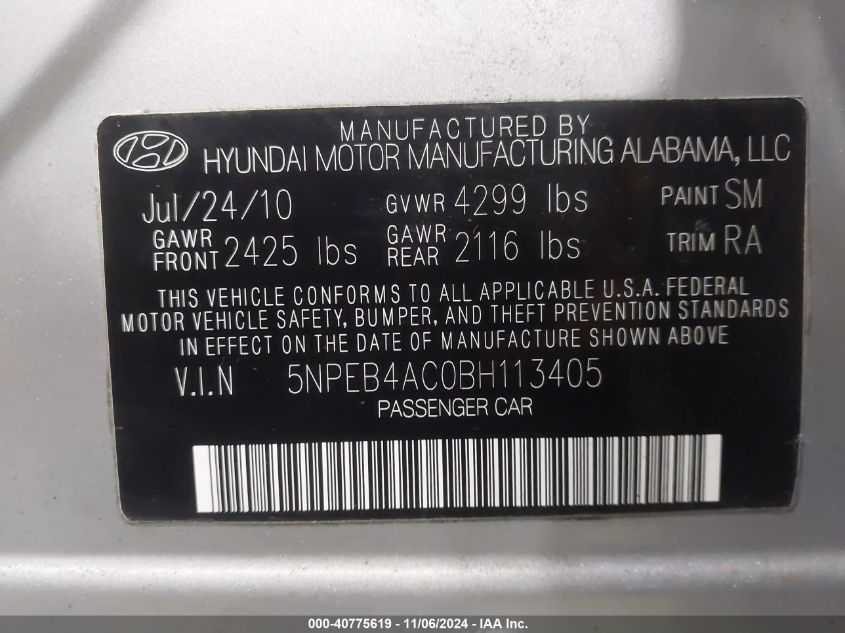 MANUFACTURED BY
HYUNDAI MOTOR MANUFACTURING ALABAMA, LLC
Jul/24/10 GVWR 4299 lbs PAINT SM
GAWR FRONT 2425 lbs GAWR REAR 2116 lbs TRIM RA
THIS VEHICLE CONFORMS TO ALL APPLICABLE U.S.A. FEDERAL
MOTOR VEHICLE SAFETY, BUMPER, AND THEFT PREVENTION STANDARDS
IN EFFECT ON THE DATE OF MANUFACTURE SHOWN ABOVE
V.I.N 5NPEB4AC0BH113405
PASSENGER CAR
000-40775619 - 11/06/2024 - IAA Inc.